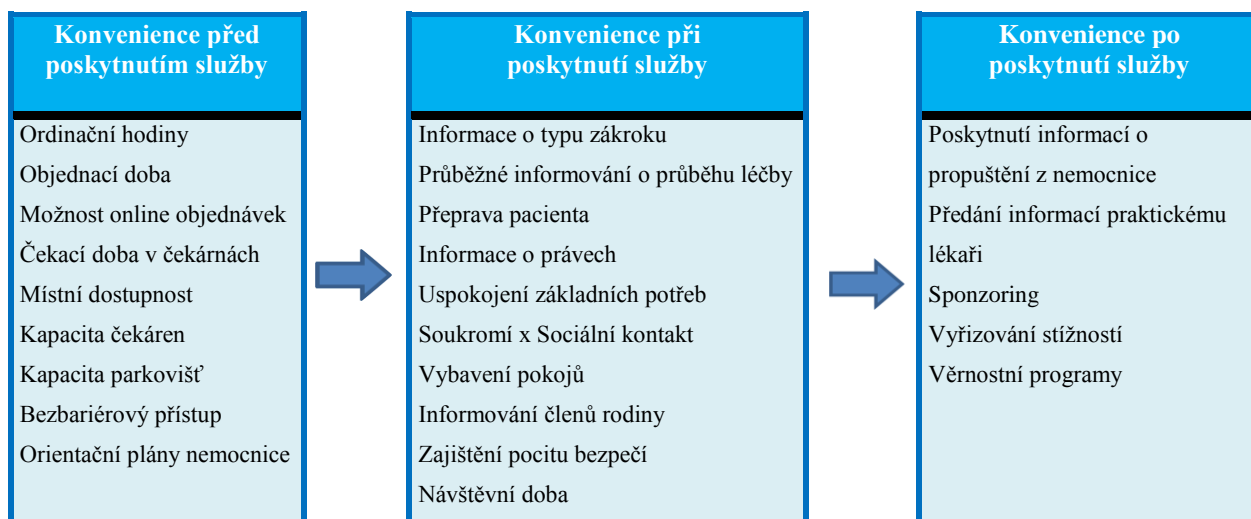 Konvenience před
poskytnutím služby
Ordinační hodiny
Objednací doba
Možnost online objednávek
Čekací doba v čekárnách
Místní dostupnost
Kapacita čekáren
Kapacita parkovišť
Bezbariérový přístup
Orientační plány nemocnice
Konvenience při
poskytnutí služby
Informace o typu zákroku
Průběžné informování o průběhu léčby
Přeprava pacienta
Informace o právech
Uspokojení základních potřeb
Soukromí x Sociální kontakt
Vybavení pokojů
Informování členů rodiny
Zajištění pocitu bezpečí
Návštěvní doba
Konvenience po
poskytnutí služby
Poskytnutí informací o
propuštění z nemocnice
Předání informací praktickému
lékaři
Sponzoring
Vyřizování stížností
Věrnostní programy